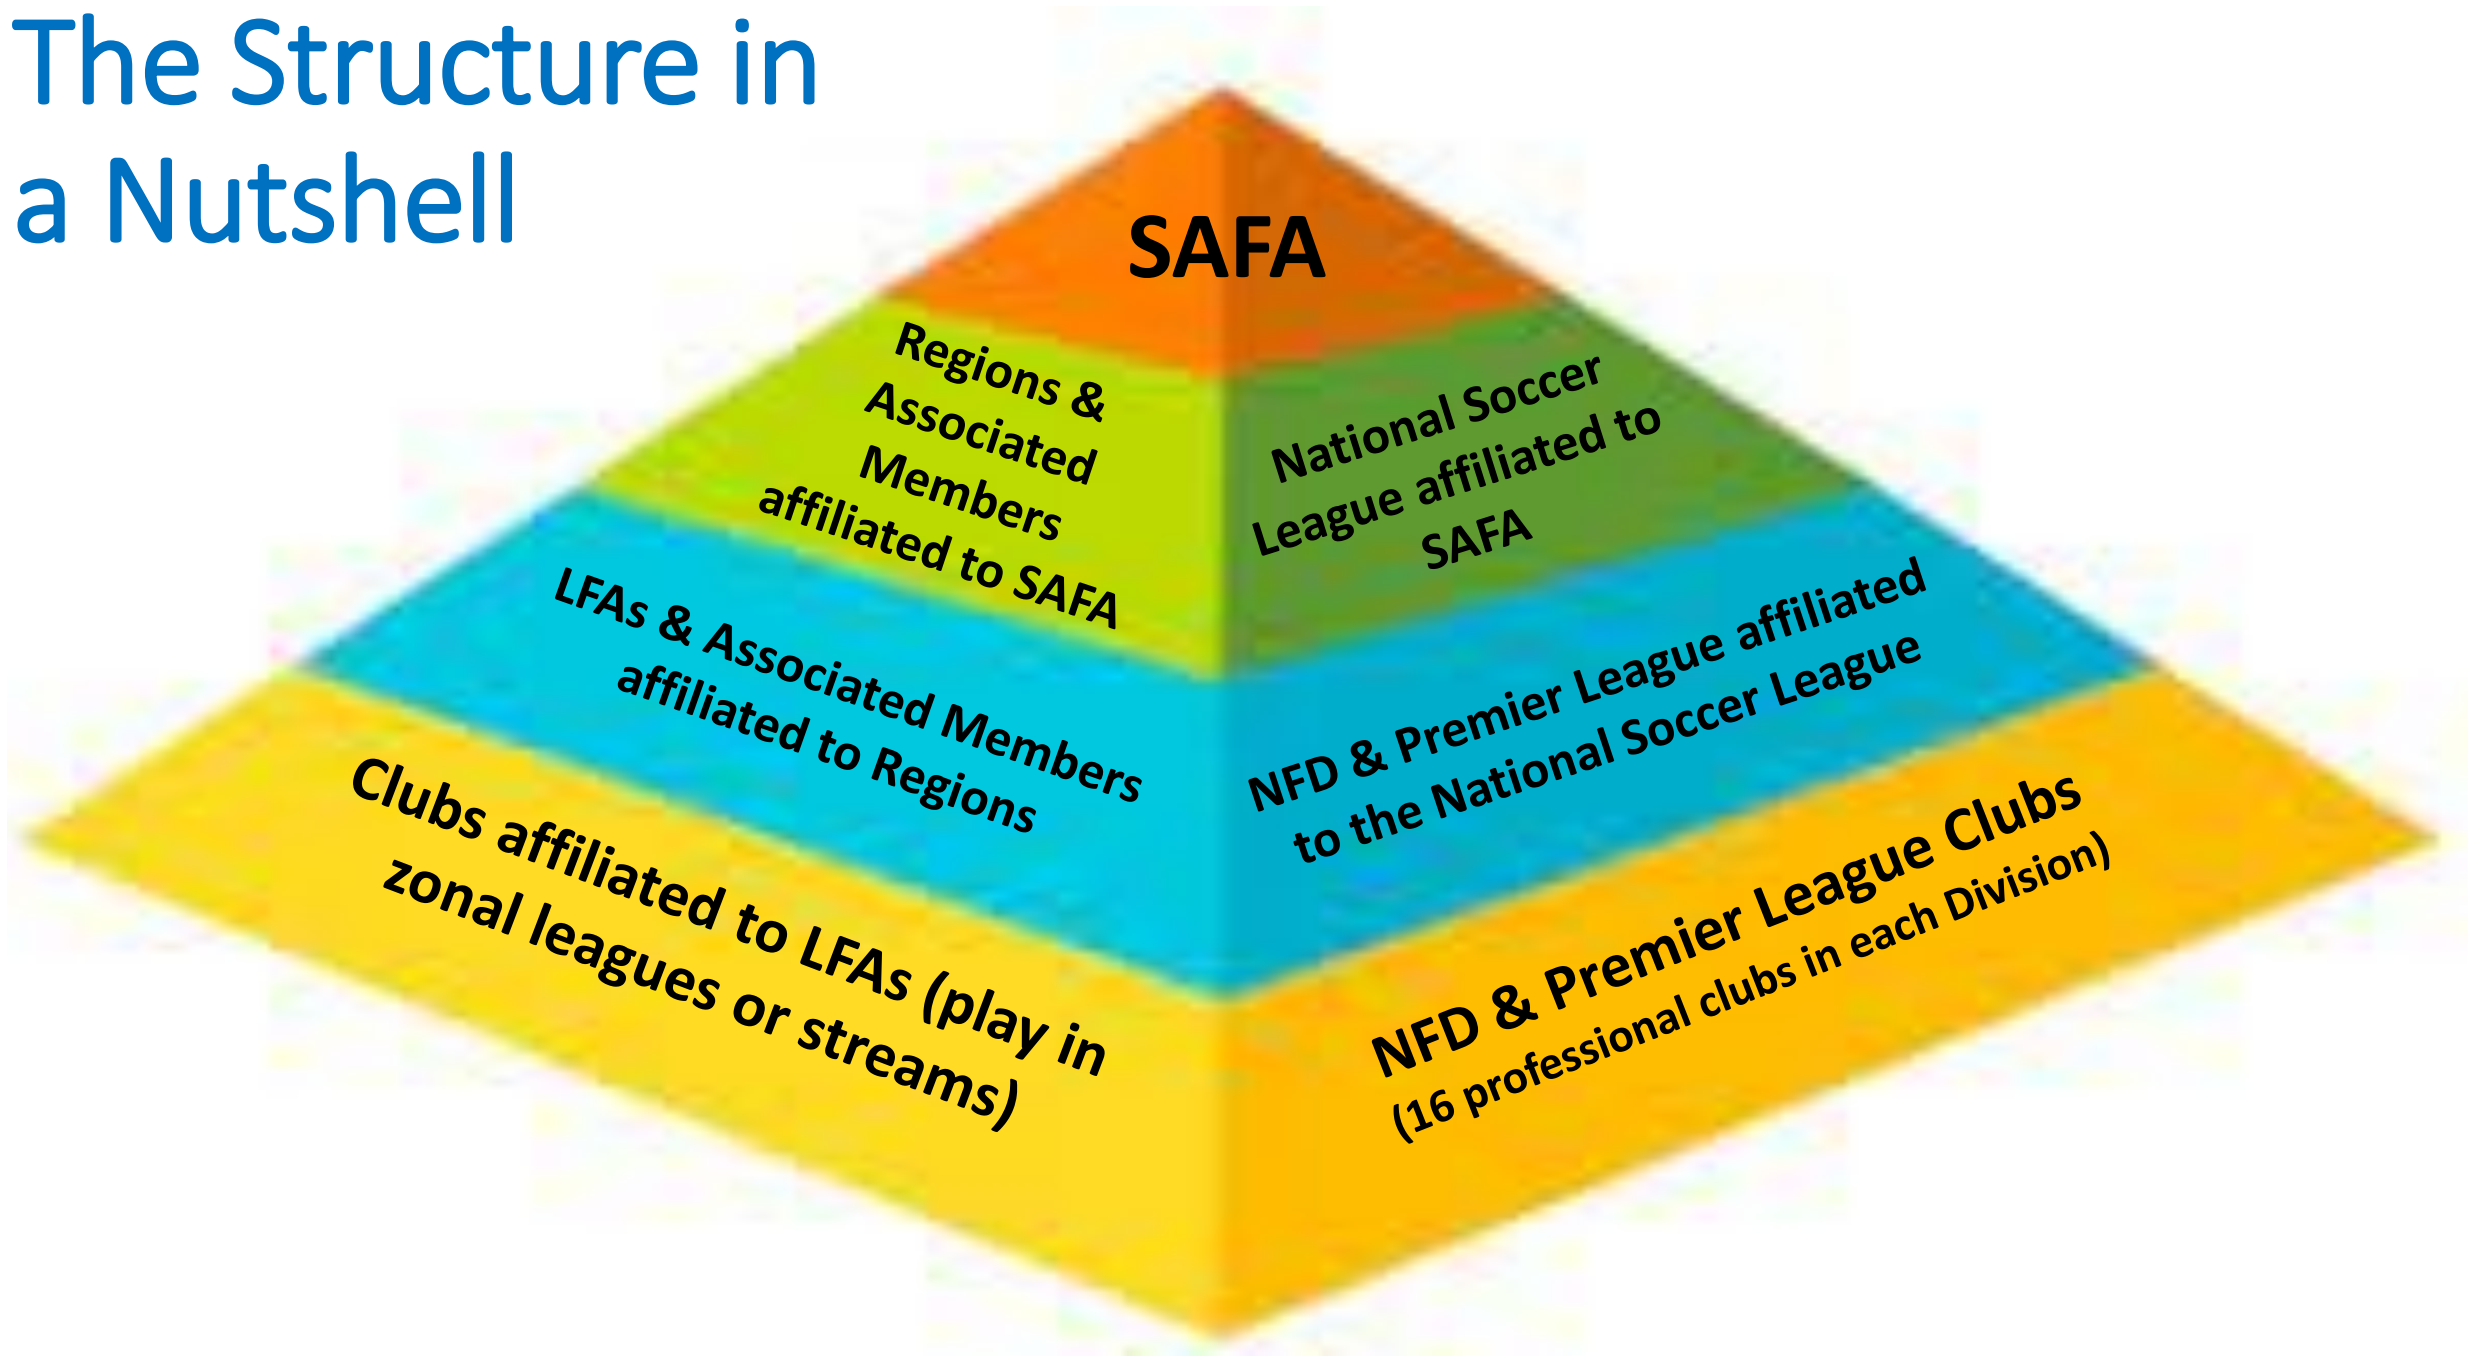 The Structure in
a Nutshell
SAFA
Regions &
Associated
Members
affiliated to SAFA
National Soccer
League affiliated to
SAFA
LFAs & Associated Members
affiliated to Regions
NFD & Premier League affiliated
to the National Soccer League
Clubs affiliated to LFAs (play in
zonal leagues or streams)
NFD & Premier League Clubs
(16 professional clubs in each Division)